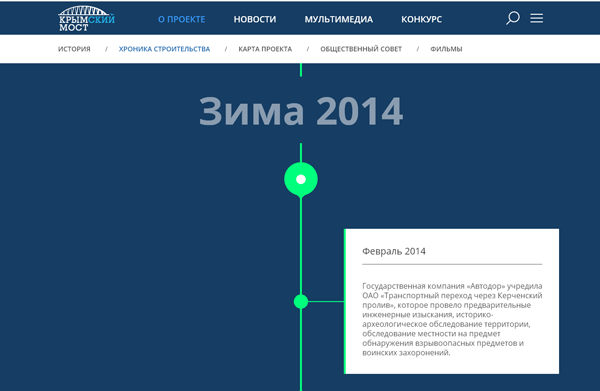 КРЫМСКИЙ
МОСТ
О ПРОЕКТЕ НОВОСТИ МУЛЬТИМЕДИА КОНКУРС
ИСТОРИЯ / ХРОНИКА СТРОИТЕЛЬСТВА / КАРТА ПРОЕКТА / ОБЩЕСТВЕННЫЙ СОВЕТ / ФИЛЬМЫ
Зима 2014
Февраль 2014
Государственная компания «Автодор» учредила
ОАО «Транспортный переход через Керченский
пролив», которое провело предварительные
инженерные изыскания, историко-
археологическое обследование территории,
обследование местности на предмет
обнаружения взрывоопасных предметов и
воинских захоронений.